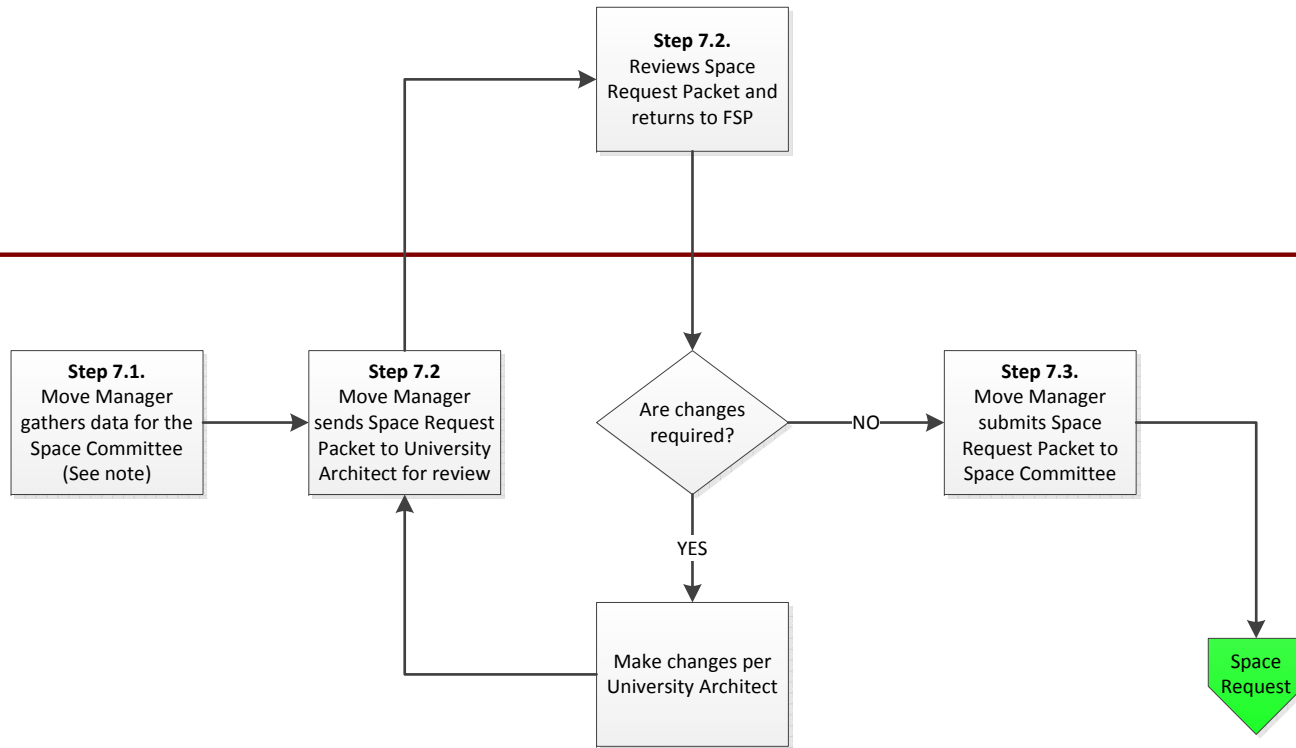 Step 7.2.
Reviews Space
Request Packet and
returns to FSP
Step 7.1.
Move Manager
gathers data for the
Space Committee
(See note)
Step 7.2
Move Manager
sends Space Request
Packet to University
Architect for review
Are changes
required?
NO
Step 7.3.
Move Manager
submits Space
Request Packet to
Space Committee
YES
Make changes per
University Architect
Space
Request